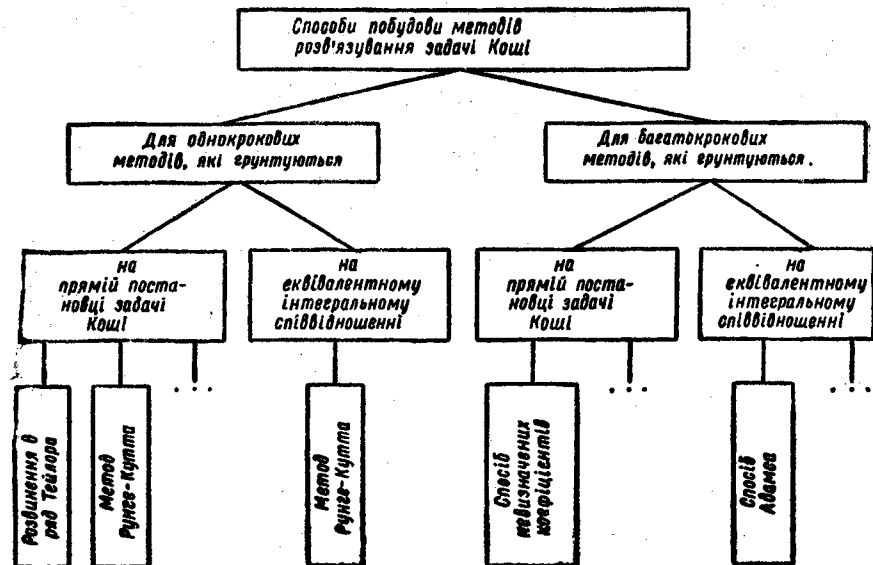 Способи побудови методів
розв'язування задачі Коші
Для однокрокових
методів, які грунтуються
Для багатокрокових
методів, які грунтуються.
на
прямій поста-
новці задачі
Коші
на
еквівалентному
інтегральному
співвідношенні
на
прямій поста-
новці задачі
Коші
на
еквівалентному
інтегральному
співвідношенні
...
...
...
Розвинення в
ряд Тейлора
Метод
Рунге-Кутта
Метод
Рунге-Кутта
Спосіб
невизначених
коефіцієнтів
Спосіб
Адамса